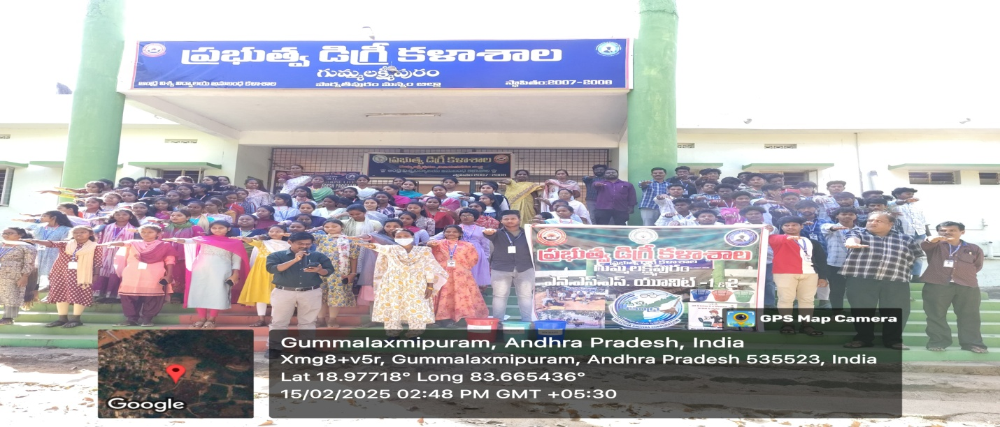 ప్రభుత్వ డిగ్రీ కళాశాల
గుమ్మలక్ష్మీపురం
ఆంధ్ర విశ్వ విద్యాలయ అనుబంధ కళాశాల
పార్వతీపురం మన్యం జిల్లా
స్థాపితం:2007-2008
ప్రభుత్వ డిగ్రీ కళాశాల
స్థాపితం:2007-2008
ప్రభుత్వ డిగ్రీ కళాశాల
గుమ్మలక్ష్మీపురం
ఎన్ఎస్ఎస్. యూనిట్ -1 & 2
GPS Map Camera
Gummalaxmipuram, Andhra Pradesh, India
Xmg8+v5r, Gummalaxmipuram, Andhra Pradesh 535523, India
Lat 18.97718° Long 83.665436°
15/02/2025 02:48 PM GMT +05:30
Google